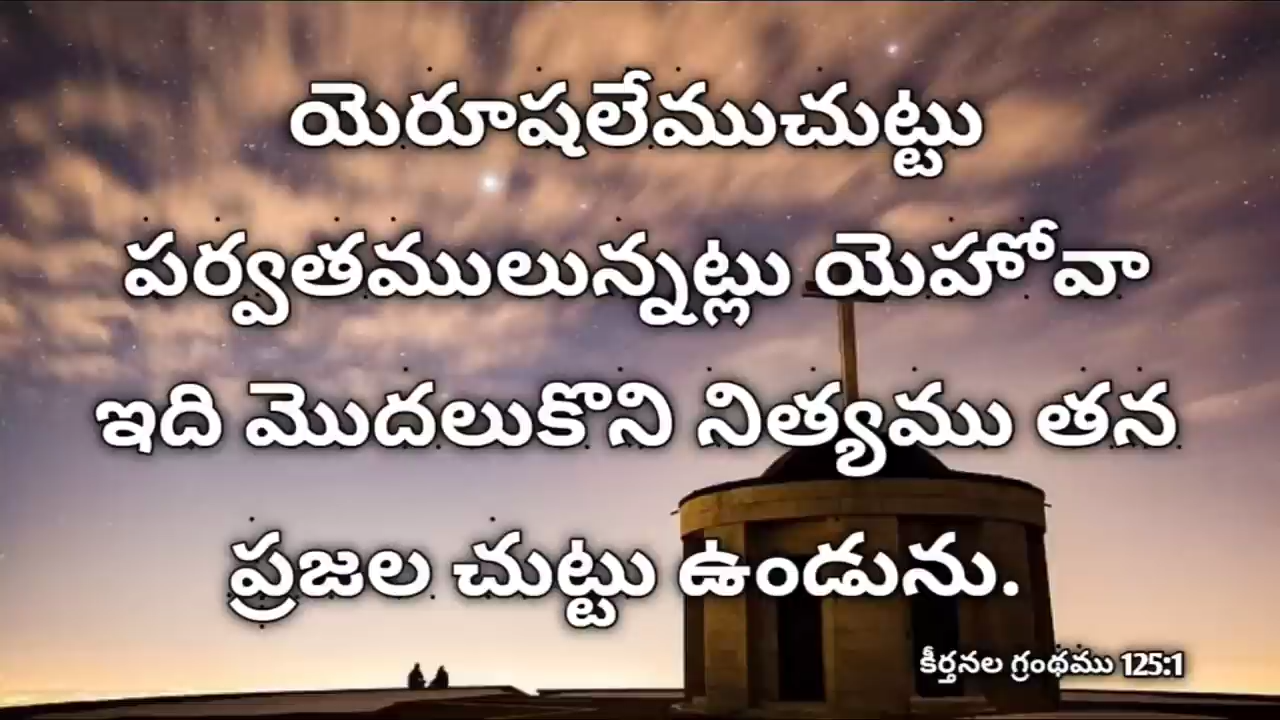 యెరూషలేముచుట్టు
పర్వతములున్నట్లు యెహోవా
ఇది మొదలుకొని నిత్యము తన
ప్రజల చుట్టు ఉండును.
కీర్తనల గ్రంథము 125:1